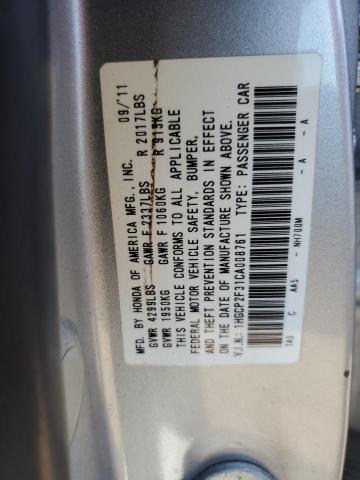 MFD. BY HONDA OF AMERICA MFG., INC. 09/'11
GVWR 4299LBS GAWR F 2337LBS R 2017LBS
GVWR 1950KG GAWR F 1060KG R 915KG
THIS VEHICLE CONFORMS TO ALL APPLICABLE
FEDERAL MOTOR VEHICLE SAFETY, BUMPER,
AND THEFT PREVENTION STANDARDS IN EFFECT
ON THE DATE OF MANUFACTURE SHOWN ABOVE.
V.I.N.: 1HGCP2F31CA008761 TYPE: PASSENGER CAR
TA0 C AA5 - NH700M - A - A